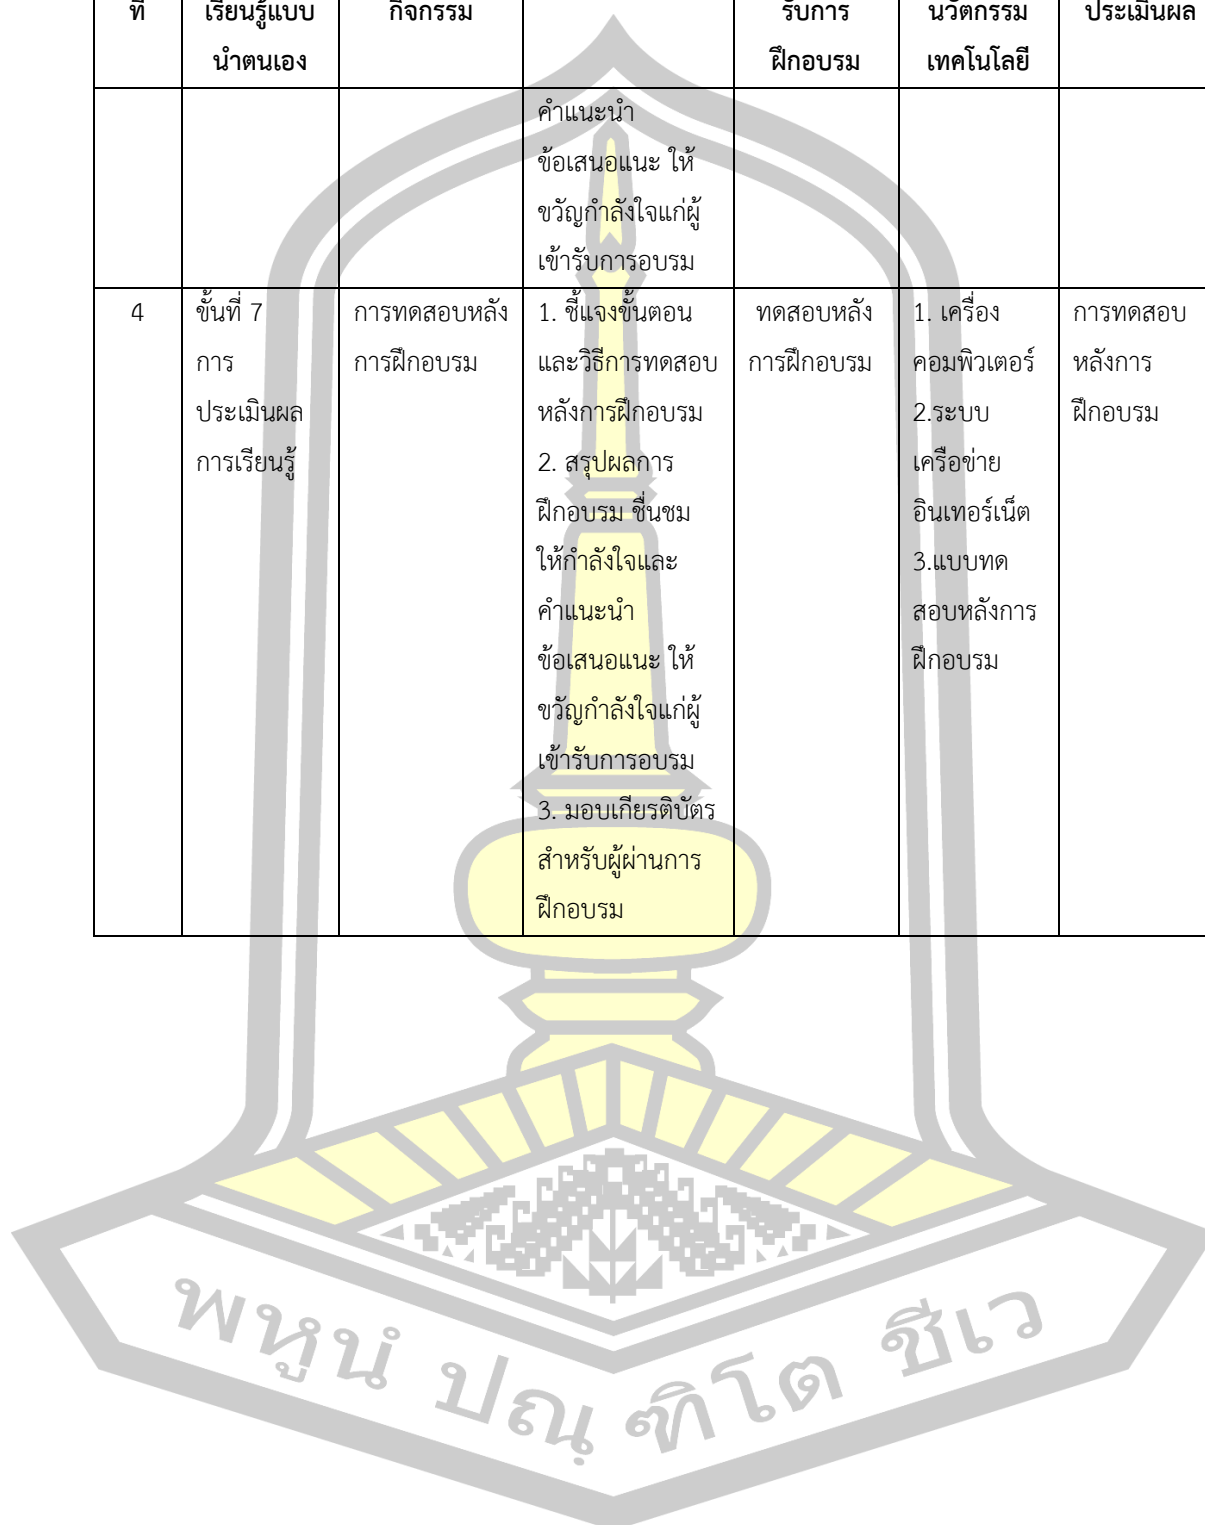 ที่
เรียนรู้แบบ
นำตนเอง
กิจกรรม
รับการ
ฝึกอบรม
นวัตกรรม
เทคโนโลยี
ประเมินผล
คำแนะนำ
ข้อเสนอแนะ ให้
ขวัญกำลังใจแก่ผู้
เข้ารับการอบรม
4
ขั้นที่ 7
การ
ประเมินผล
การเรียนรู้
การทดสอบหลัง
การฝึกอบรม
1. ชี้แจงขั้นตอน
และวิธีการทดสอบ
หลังการฝึกอบรม
2. สรุปผลการ
ฝึกอบรม ชื่นชม
ให้กำลังใจและ
คำแนะนำ
ข้อเสนอแนะ ให้
ขวัญกำลังใจแก่ผู้
เข้ารับการอบรม
3. มอบเกียรติบัตร
สำหรับผู้ผ่านการ
ฝึกอบรม
ทดสอบหลัง
การฝึกอบรม
1. เครื่อง
คอมพิวเตอร์
2.ระบบ
เครือข่าย
อินเทอร์เน็ต
3.แบบทด
สอบหลังการ
ฝึกอบรม
การทดสอบ
หลังการ
ฝึกอบรม
พหูนํ ปณฺฑิโต ชีเว